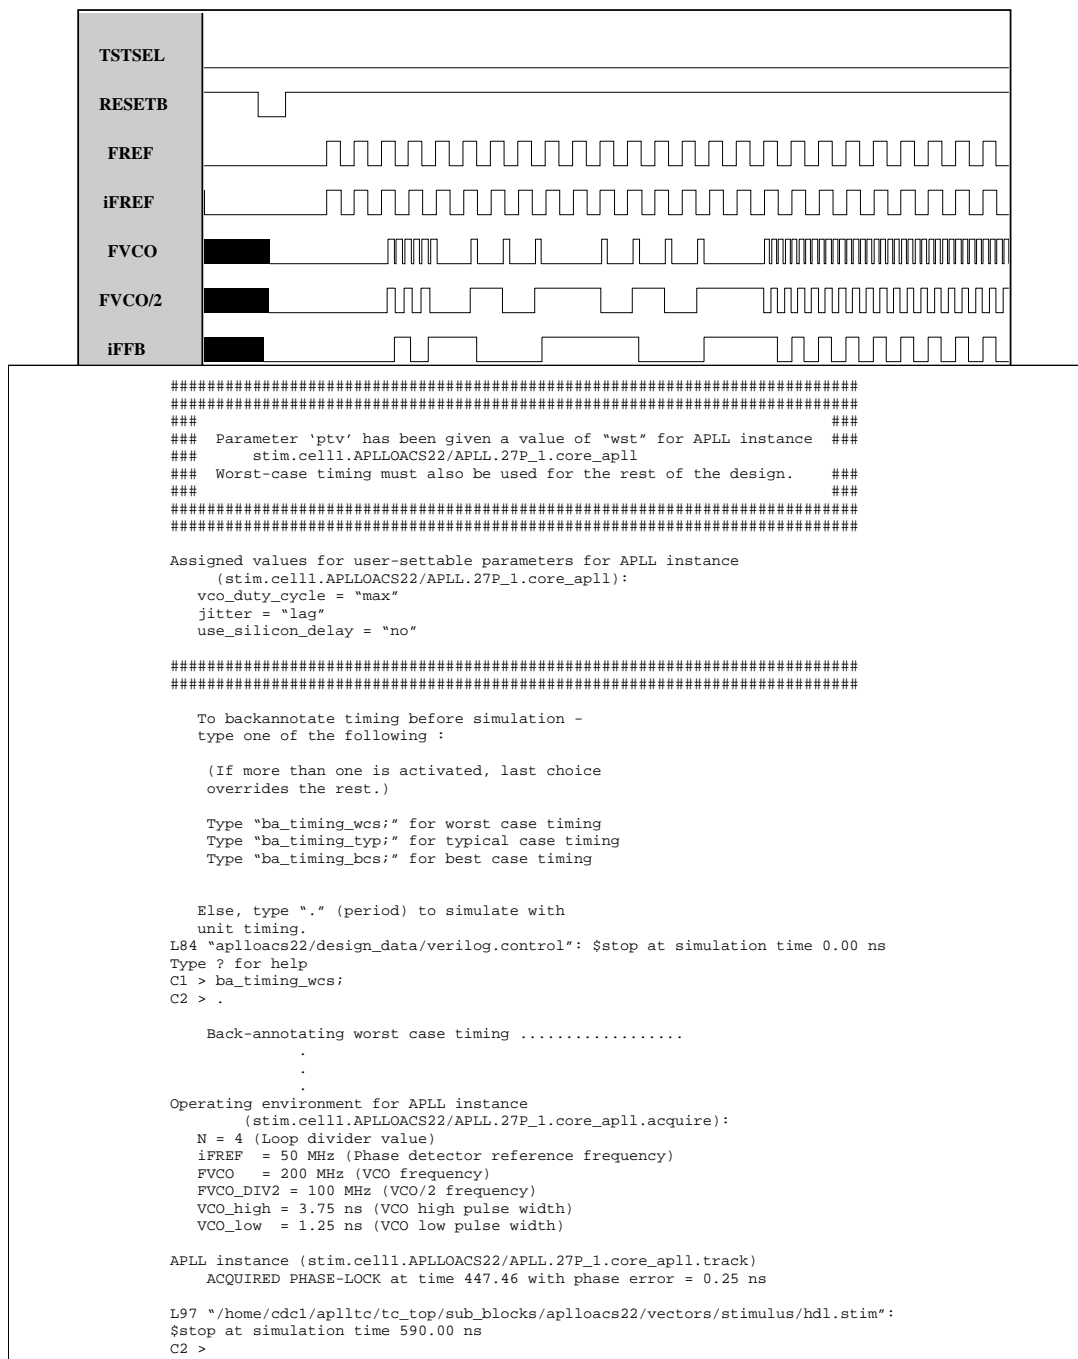 TSTSEL
RESETB
FREF
iFREF
FVCO
FVCO/2
iFFB
###########################################################################
###########################################################################
### ###
### Parameter ‘ptv’ has been given a value of “wst” for APLL instance ###
### stim.cell1.APLLOACS22/APLL.27P_1.core_apll
### Worst-case timing must also be used for the rest of the design. ###
### ###
###########################################################################
###########################################################################
Assigned values for user-settable parameters for APLL instance
(stim.cell1.APLLOACS22/APLL.27P_1.core_apll):
vco_duty_cycle = “max”
jitter = “lag”
use_silicon_delay = “no”
###########################################################################
###########################################################################
To backannotate timing before simulation -
type one of the following :
(If more than one is activated, last choice
overrides the rest.)
Type “ba_timing_wcs;” for worst case timing
Type “ba_timing_typ;” for typical case timing
Type “ba_timing_bcs;” for best case timing
Else, type “.” (period) to simulate with
unit timing.
L84 “aplloacs22/design_data/verilog.control”: $stop at simulation time 0.00 ns
Type ? for help
C1 > ba_timing_wcs;
C2 > .
Back-annotating worst case timing ..................
.
.
.
Operating environment for APLL instance
(stim.cell1.APLLOACS22/APLL.27P_1.core_apll.acquire):
N = 4 (Loop divider value)
iFREF = 50 MHz (Phase detector reference frequency)
FVCO = 200 MHz (VCO frequency)
FVCO_DIV2 = 100 MHz (VCO/2 frequency)
VCO_high = 3.75 ns (VCO high pulse width)
VCO_low = 1.25 ns (VCO low pulse width)
APLL instance (stim.cell1.APLLOACS22/APLL.27P_1.core_apll.track)
ACQUIRED PHASE-LOCK at time 447.46 with phase error = 0.25 ns
L97 “/home/cdc1/aplltc/tc_top/sub_blocks/aplloacs22/vectors/stimulus/hdl.stim”:
$stop at simulation time 590.00 ns
C2 >